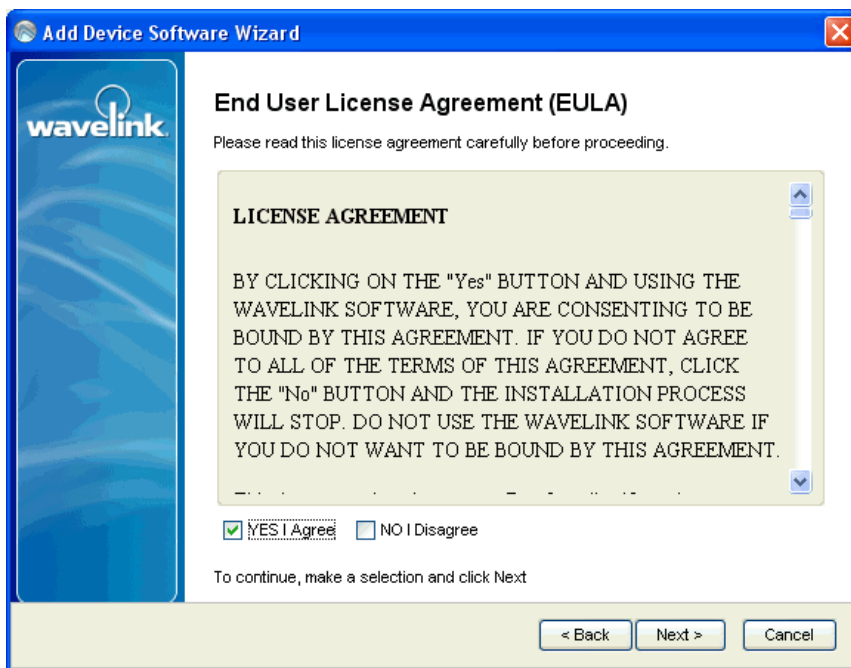 Add Device Software Wizard
wavelink
End User License Agreement (EULA)
Please read this license agreement carefully before proceeding.
LICENSE AGREEMENT
BY CLICKING ON THE "Yes" BUTTON AND USING THE
WAVELINK SOFTWARE, YOU ARE CONSENTING TO BE
BOUND BY THIS AGREEMENT. IF YOU DO NOT AGREE
TO ALL OF THE TERMS OF THIS AGREEMENT, CLICK
THE "No" BUTTON AND THE INSTALLATION PROCESS
WILL STOP. DO NOT USE THE WAVELINK SOFTWARE IF
YOU DO NOT WANT TO BE BOUND BY THIS AGREEMENT.
YES I Agree NO I Disagree
To continue, make a selection and click Next
< Back Next > Cancel